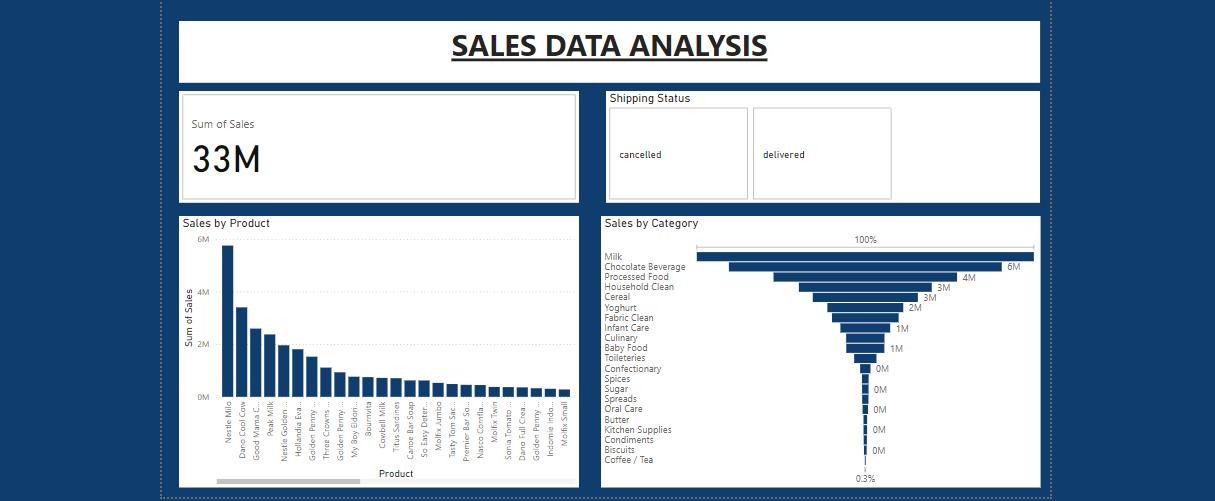 SALES DATA ANALYSIS
Sum of Sales
33M
Shipping Status
cancelled
delivered
Sales by Product
6M
4M
2M
0M
Sum of Sales
Nestle Milo
Dano Cool Cow
Good Mama C...
Peak Milk
Nestle Golden ...
Hollandia Eva...
Golden Penny ...
Three Crowns ...
Golden Penny ...
My Boy Eldori...
Bournvita
Cowbell Milk
Titus Sardines
Canoe Bar Soap
So Easy Deter...
Molfix Jumbo
Tasty Tom Sac...
Premier Bar So...
Nasco Cornfla...
Molfix Twin
Sonia Tomato ...
Dano Full Crea...
Golden Penny ...
Indomie Indo...
Molfix Small
Product
Sales by Category
100%
Milk
Chocolate Beverage 6M
Processed Food 4M
Household Clean 3M
Cereal 3M
Yoghurt 2M
Fabric Clean
Infant Care 1M
Culinary
Baby Food 1M
Toileteries
Confectionary 0M
Spices
Sugar 0M
Spreads
Oral Care 0M
Butter
Kitchen Supplies 0M
Condiments
Biscuits 0M
Coffee / Tea
0.3%